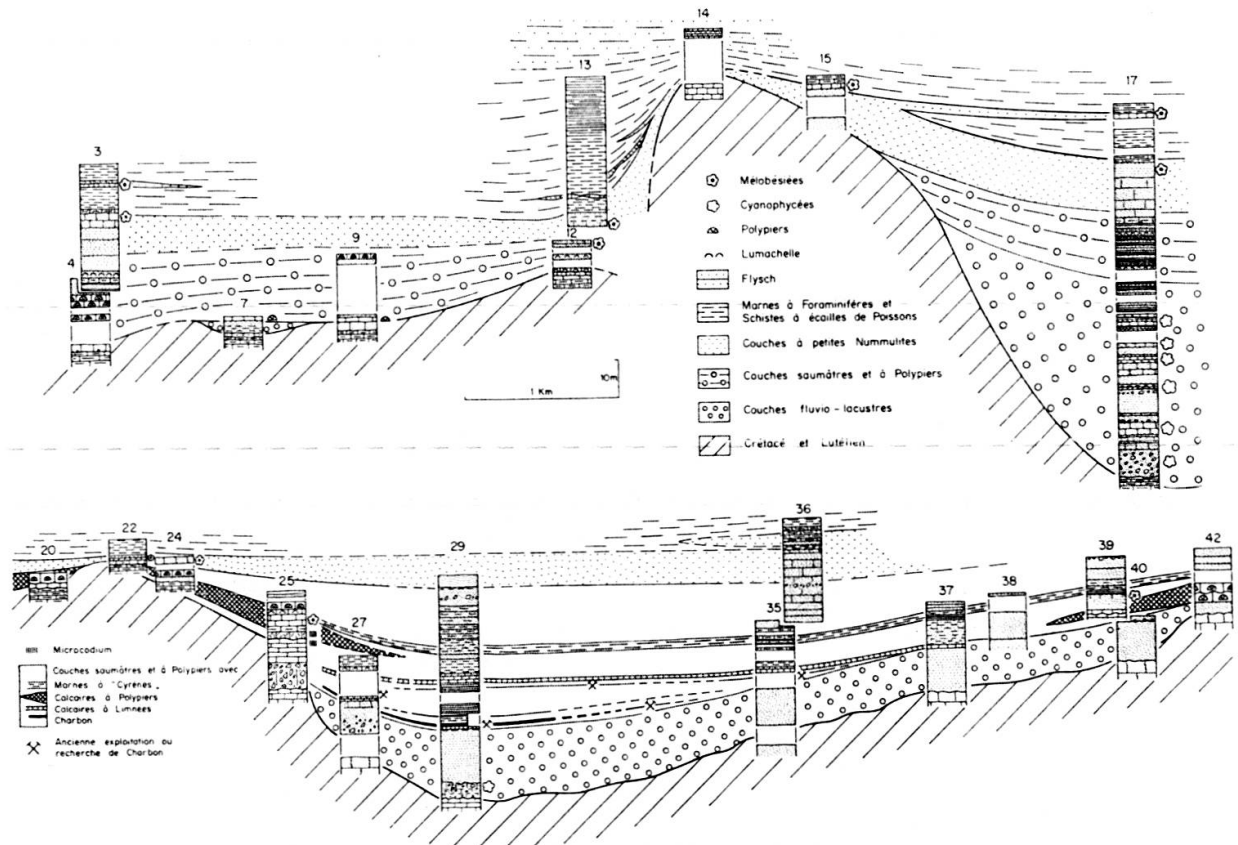 14
13
15
17
3
Mélobésiées
Cyanophycées
9
Polypiers
12
4
Lumachelle
Flysch
7
Marnes à Foraminifères et
Schistes à écailles de Poissons
10m
Couches à petites Nummulites
1 Km
Couches saumâtres et à Polypiers
Couches fluvio-lacustres
Crétacé et Lutétien
36
22
24
20
29
39
42
25
40
38
37
35
27
Microcodium
Couches saumâtres et à Polypiers avec
Marnes à "Cyrènes"
Calcaires à Polypiers
Calcaires à Limnées
Charbon
Ancienne exploitation ou
recherche de Charbon